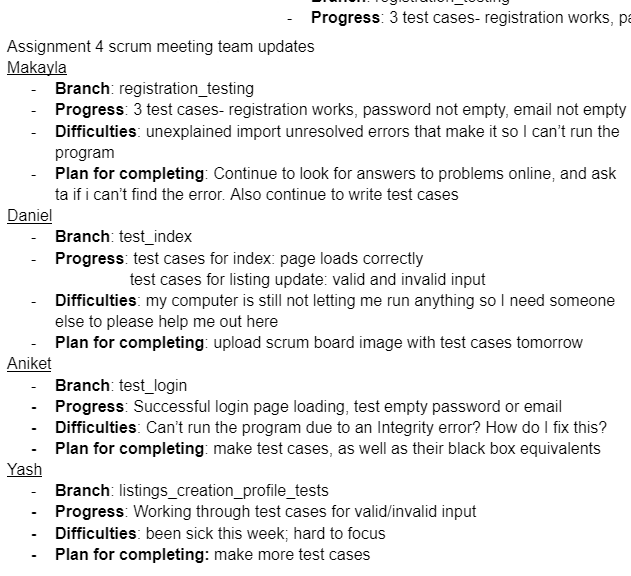 Branch: registration_testing
- Progress: 3 test cases- registration works, pa
Assignment 4 scrum meeting team updates
Makayla
- Branch: registration_testing
- Progress: 3 test cases- registration works, password not empty, email not empty
- Difficulties: unexplained import unresolved errors that make it so I can't run the
program
- Plan for completing: Continue to look for answers to problems online, and ask
ta if i can't find the error. Also continue to write test cases
Daniel
- Branch: test_index
- Progress: test cases for index: page loads correctly
test cases for listing update: valid and invalid input
- Difficulties: my computer is still not letting me run anything so I need someone
else to please help me out here
- Plan for completing: upload scrum board image with test cases tomorrow
Aniket
- Branch: test_login
- Progress: Successful login page loading, test empty password or email
- Difficulties: Can't run the program due to an Integrity error? How do I fix this?
- Plan for completing: make test cases, as well as their black box equivalents
Yash
- Branch: listings_creation_profile_tests
- Progress: Working through test cases for valid/invalid input
- Difficulties: been sick this week; hard to focus
- Plan for completing: make more test cases